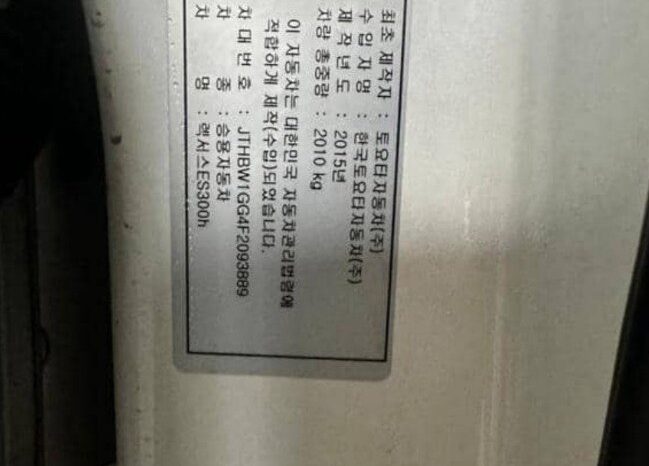 최초 제작자 : 토요타자동차(주)
수입자명 : 한국토요타자동차(주)
제작년도 : 2015년
차량 총중량 : 2010 kg
이 자동차는 대한민국 자동차관리법령에
적합하게 제작(수입)되었습니다.
차대번호 : JTHBW1GG4F2093889
차종 : 승용자동차
차명 : 렉서스ES300h